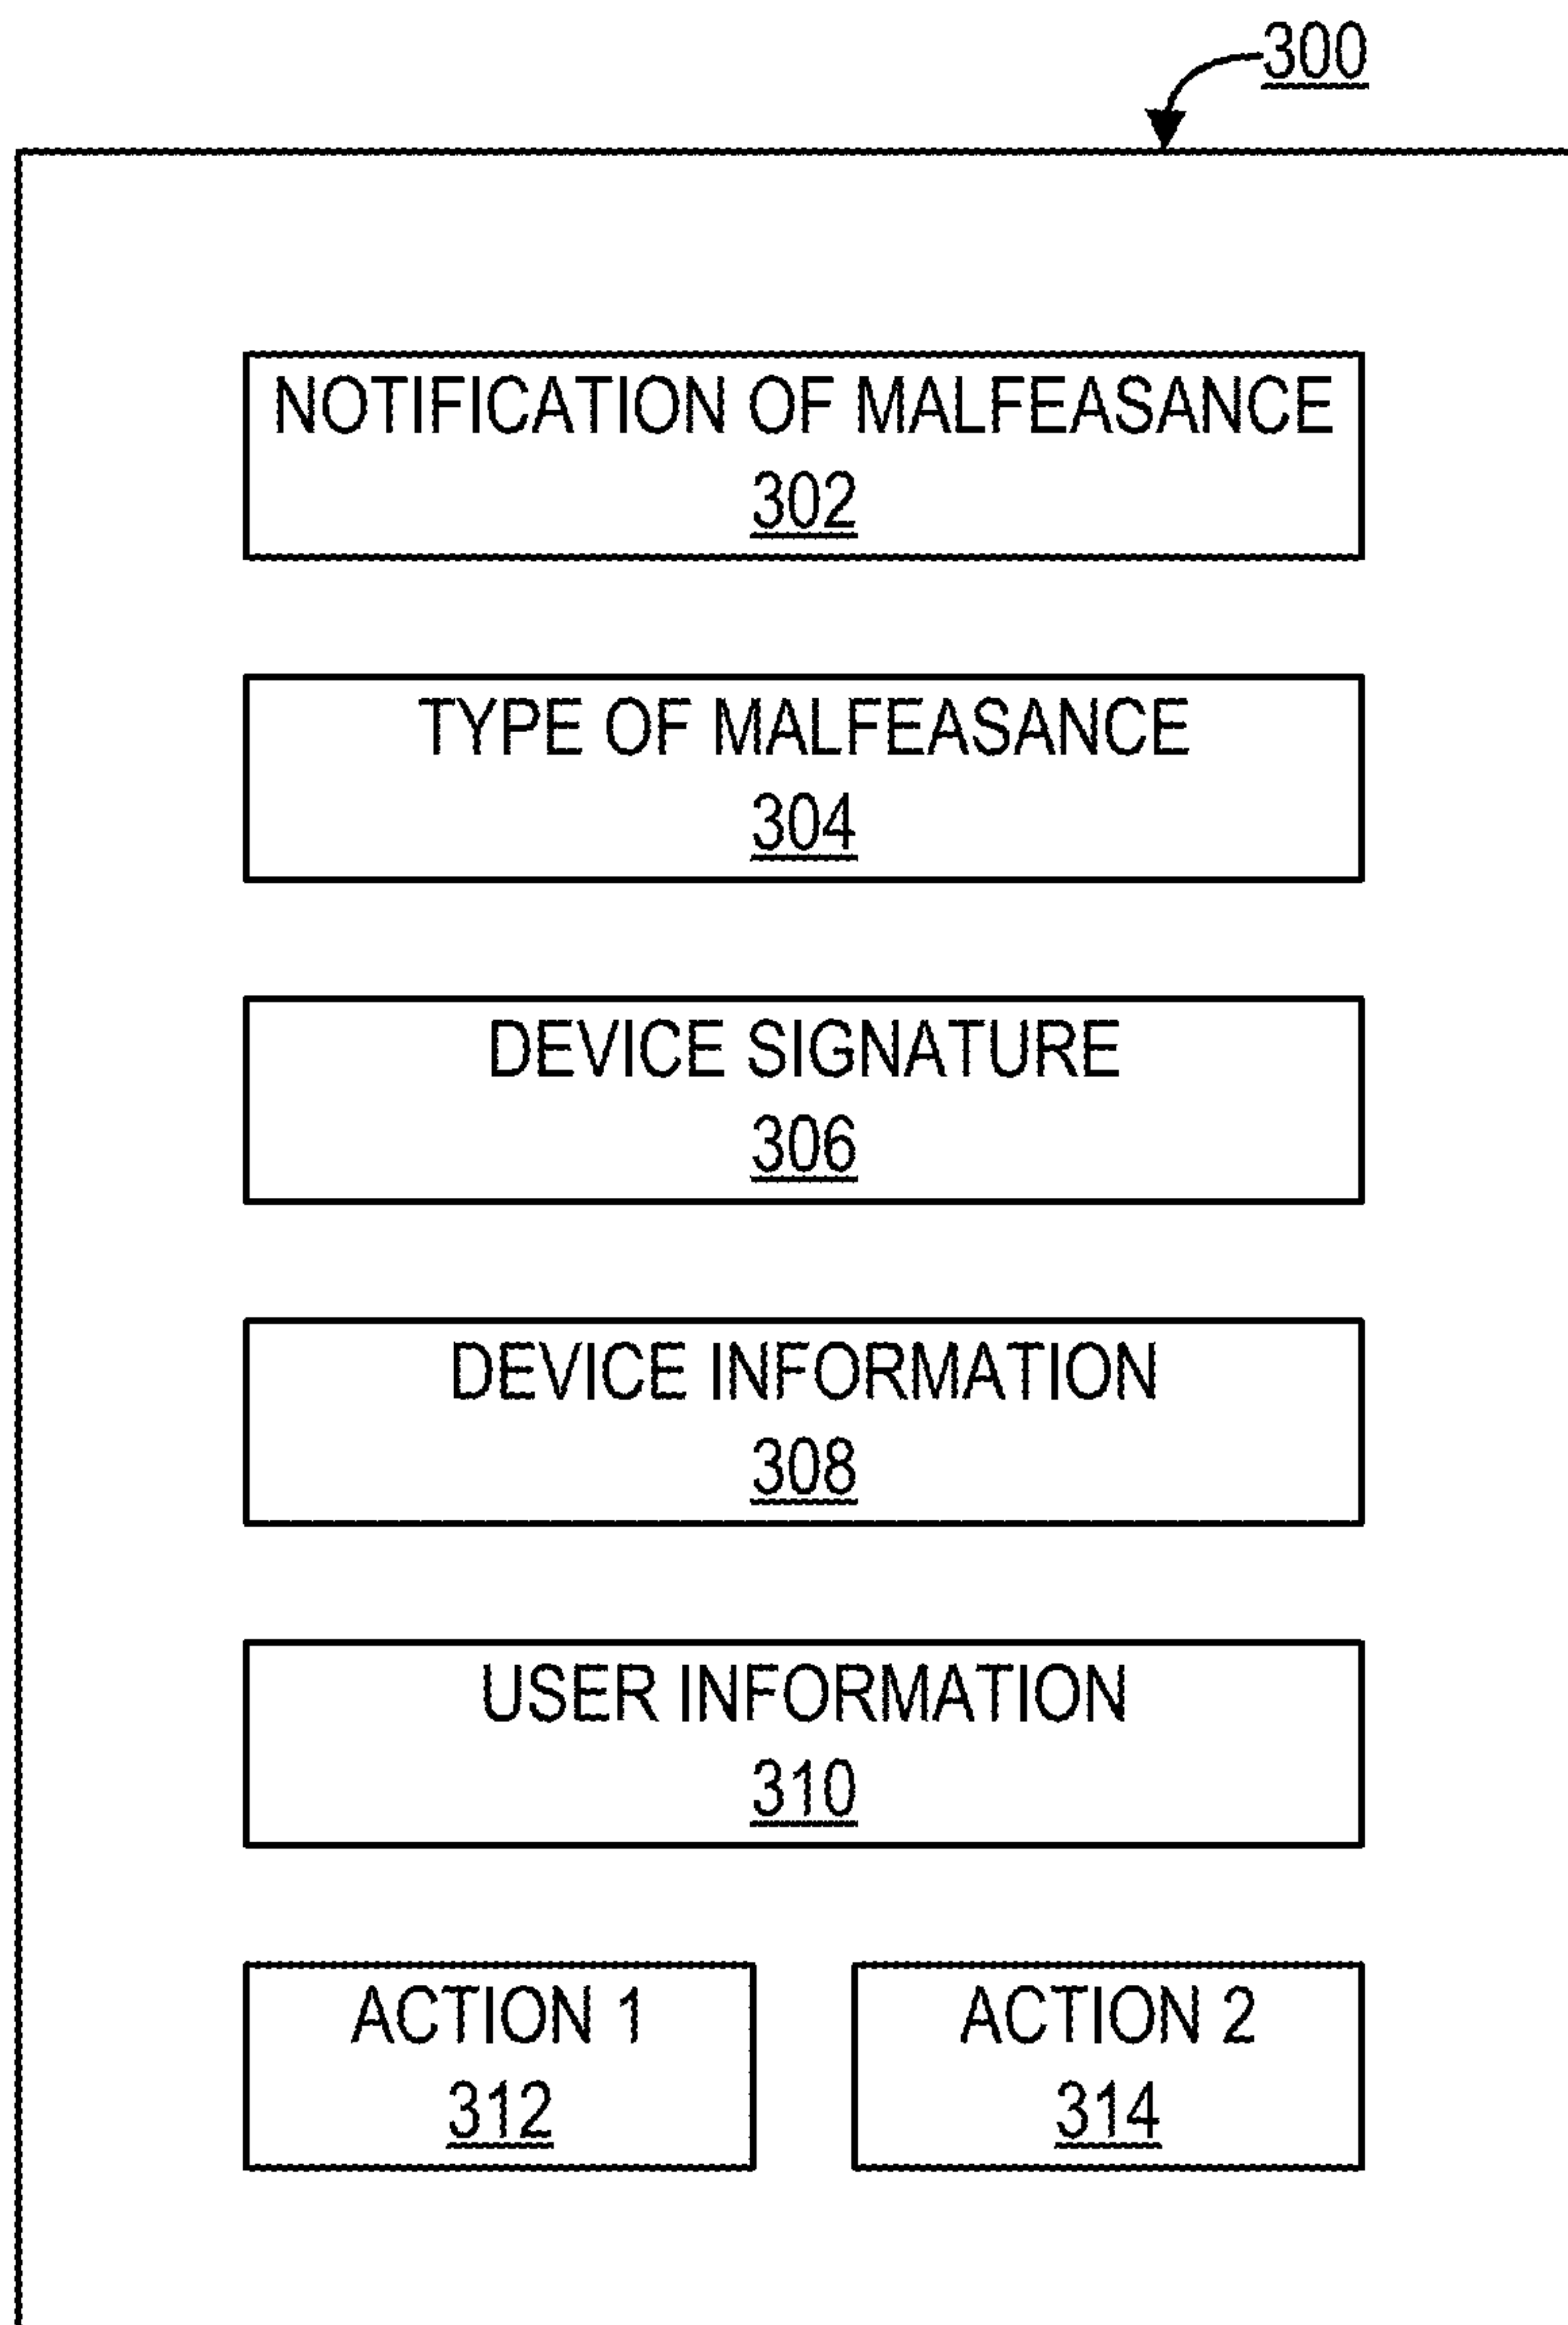 300
NOTIFICATION OF MALFEASANCE
302
TYPE OF MALFEASANCE
304
DEVICE SIGNATURE
306
DEVICE INFORMATION
308
USER INFORMATION
310
ACTION 1
312
ACTION 2
314